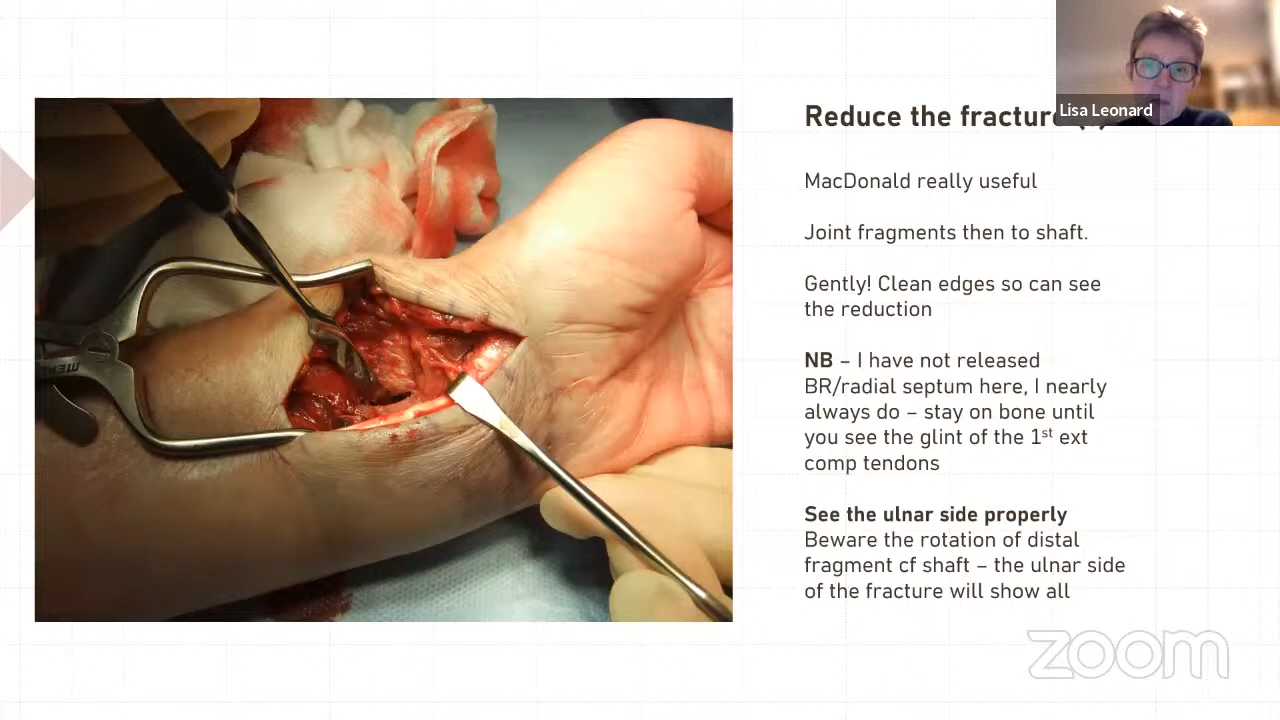 Lisa Leonard
Reduce the
MacDonald really useful
Joint fragments then to shaft.
Gently! Clean edges so can see
the reduction
NB – I have not released
BR/radial septum here, I nearly
always do – stay on bone until
you see the glint of the 1st ext
comp tendons
See the ulnar side properly
Beware the rotation of distal
fragment cf shaft – the ulnar side
of the fracture will show all
zoom